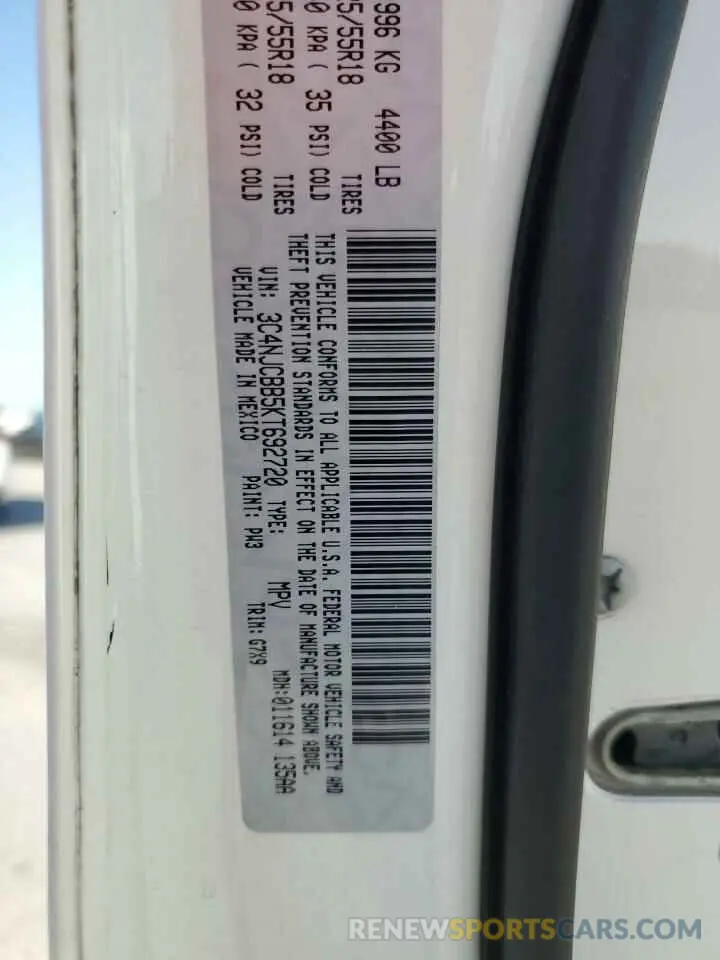 996 KG 4400 LB
25/55R18 TIRES
0 KPA ( 35 PSI) COLD
5/55R18 TIRES
0 KPA ( 32 PSI) COLD
THIS VEHICLE CONFORMS TO ALL APPLICABLE U.S.A. FEDERAL MOTOR VEHICLE SAFETY AND
THEFT PREVENTION STANDARDS IN EFFECT ON THE DATE OF MANUFACTURE SHOWN ABOVE.
VIN: 3C4NJCBB5KT692720 TYPE: MPV MDH:011614 135AA
VEHICLE MADE IN MEXICO PAINT: PW3 TRIM: G7X9
RENEWSPORTSCARS.COM